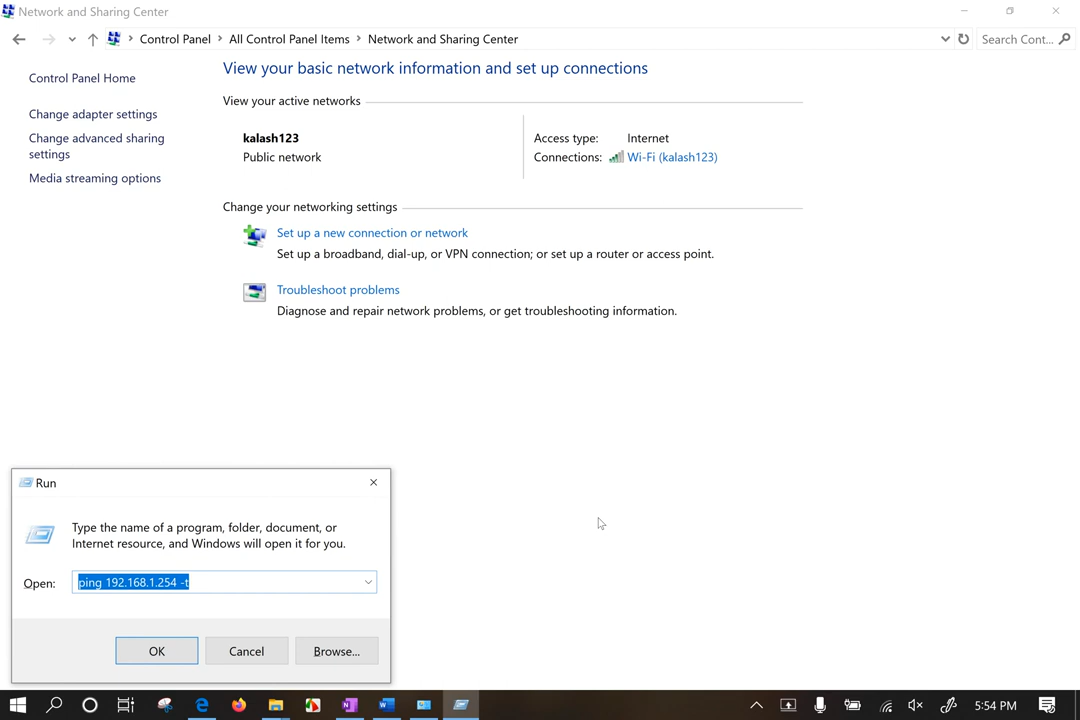 Network and Sharing Center
Control Panel > All Control Panel Items > Network and Sharing Center
Search Cont...
Control Panel Home
Change adapter settings
Change advanced sharing
settings
Media streaming options
View your basic network information and set up connections
View your active networks
kalash123
Public network
Access type: Internet
Connections: Wi-Fi (kalash123)
Change your networking settings
Set up a new connection or network
Set up a broadband, dial-up, or VPN connection; or set up a router or access point.
Troubleshoot problems
Diagnose and repair network problems, or get troubleshooting information.
Run
Type the name of a program, folder, document, or
Internet resource, and Windows will open it for you.
Open: ping 192.168.1.254 -t
OK Cancel Browse...
5:54 PM